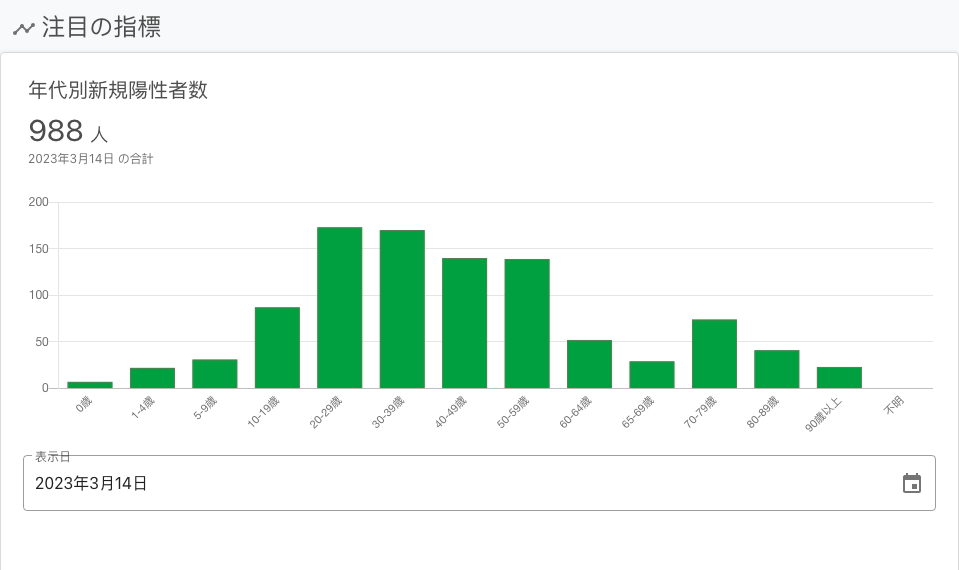 注目の指標
年代別新規陽性者数
988 人
2023年3月14日 の合計
200
150
100
50
0
0歳
1-4歳
5-9歳
10-19歳
20-29歳
30-39歳
40-49歳
50-59歳
60-64歳
65-69歳
70-79歳
80-89歳
90歳以上
不明
表示日
2023年3月14日